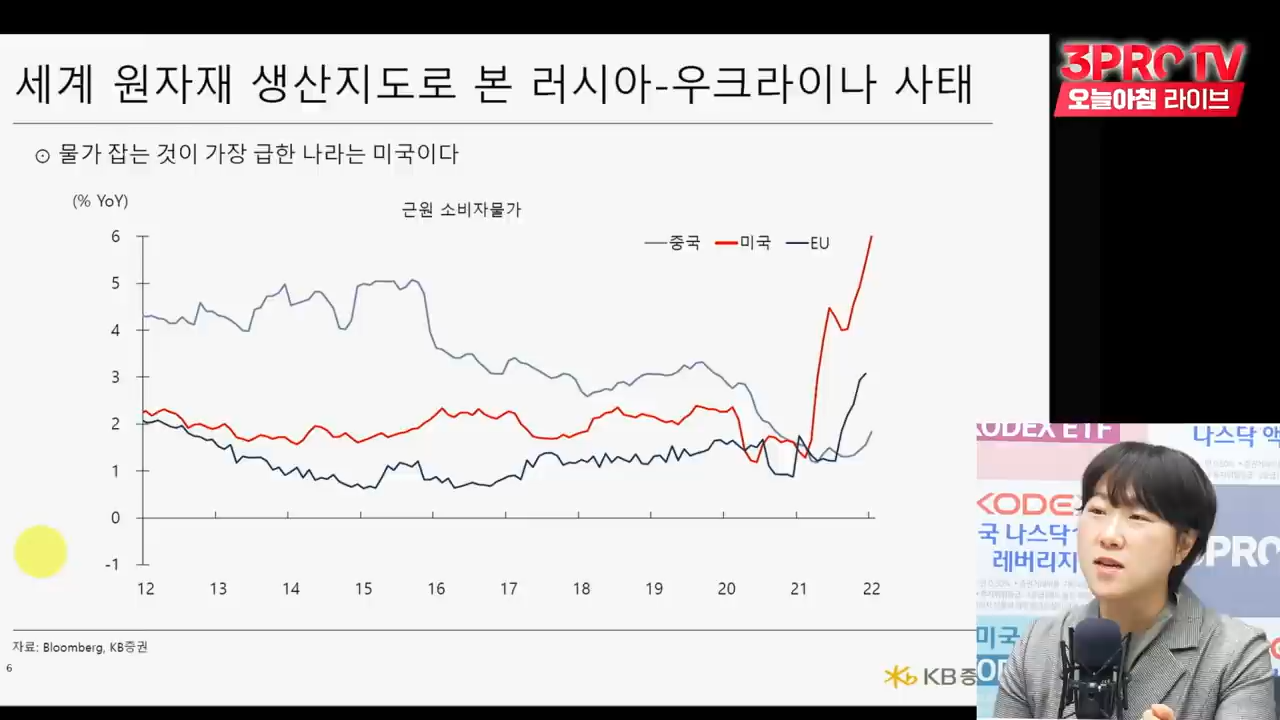 3PRO TV
오늘아침 라이브
세계 원자재 생산지도로 본 러시아-우크라이나 사태
⊙ 물가 잡는 것이 가장 급한 나라는 미국이다
(% YoY)
근원 소비자물가
중국 미국 EU
6
5
4
3
2
1
0
-1
12 13 14 15 16 17 18 19 20 21 22
자료: Bloomberg, KB증권
6
KB증
KODEX ETF
나스닥
KODEX
국 나스닥
레버리지
3PRO
미국